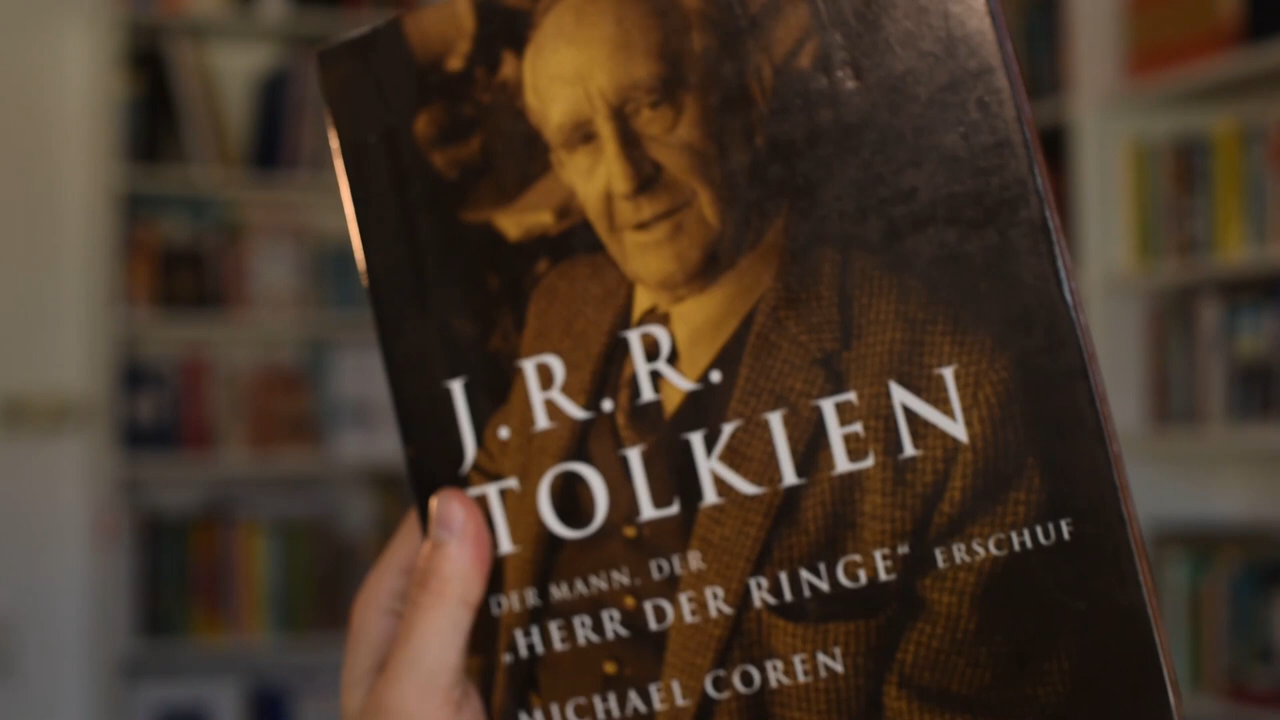 J.R.R.
TOLKIEN
DER MANN, DER
„HERR DER RINGE“ ERSCHUF
MICHAEL COREN